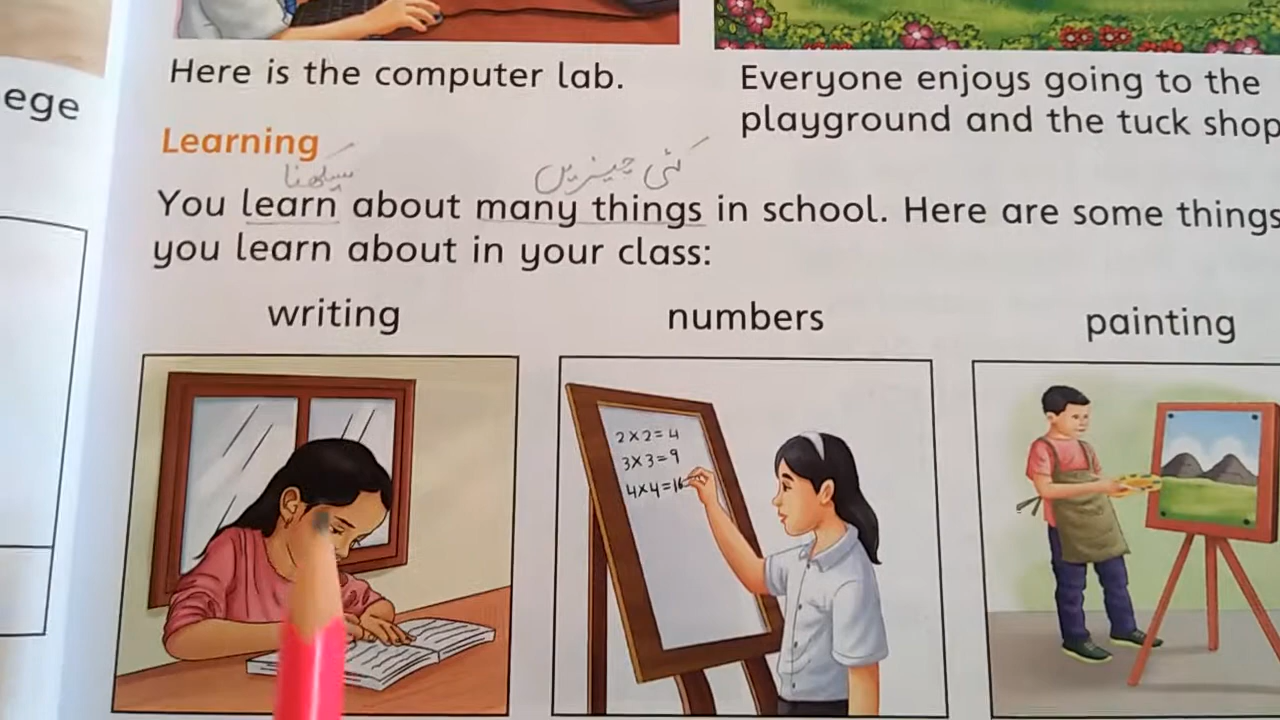 ege
Here is the computer lab.
Everyone enjoys going to the
playground and the tuck shop
Learning
سیکھنا
کئی چیزیں
You learn about many things in school. Here are some things
you learn about in your class:
writing
numbers
painting
2×2=4
3×3=9
4×4=16